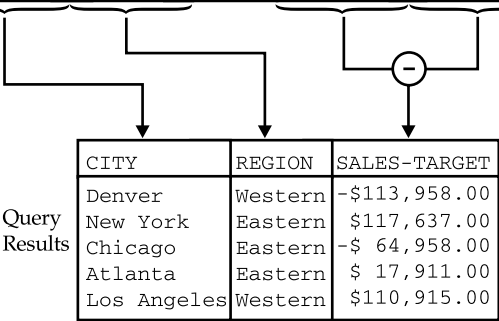 −
CITY REGION SALES-TARGET
Denver Western -$113,958.00
New York Eastern $117,637.00
Chicago Eastern -$ 64,958.00
Atlanta Eastern $ 17,911.00
Los Angeles Western $110,915.00
Query
Results